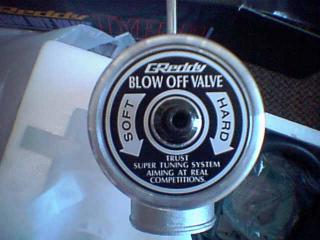 GReddy
BLOW OFF VALVE
SOFT
HARD
TRUST
SUPER TUNING SYSTEM
AIMING AT REAL
COMPETITIONS.